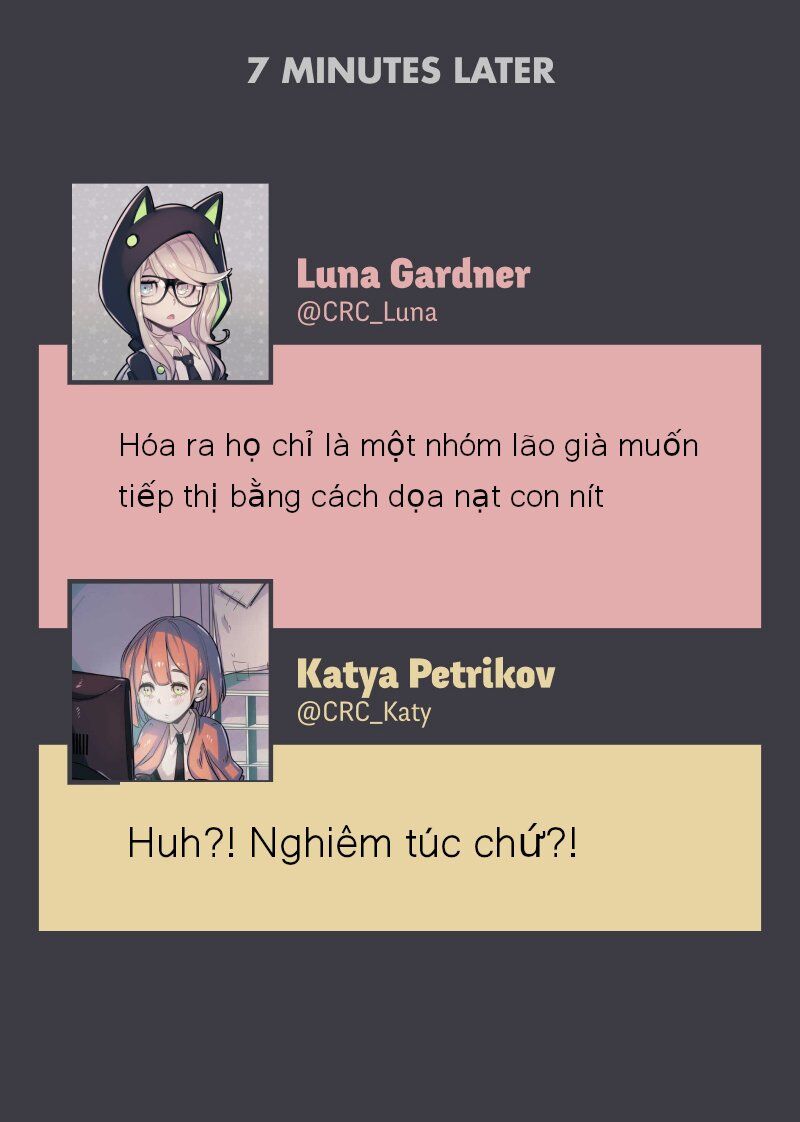 7 MINUTES LATER
Luna Gardner
@CRC_Luna
Hóa ra họ chỉ là một nhóm lão già muốn
tiếp thị bằng cách dọa nạt con nít
Katya Petrikov
@CRC_Katy
Huh?! Nghiêm túc chứ?!